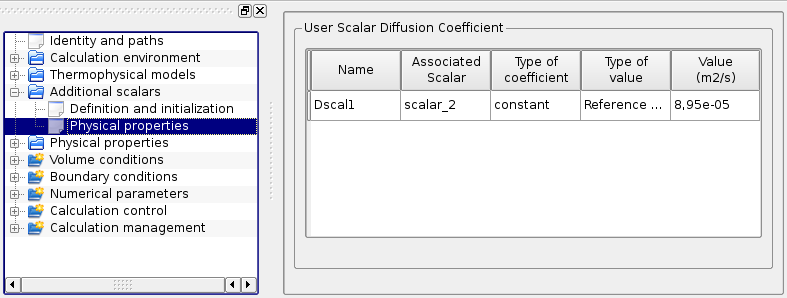 Identity and paths
Calculation environment
Thermophysical models
Additional scalars
Definition and initialization
Physical properties
Physical properties
Volume conditions
Boundary conditions
Numerical parameters
Calculation control
Calculation management
User Scalar Diffusion Coefficient
Name Associated Scalar Type of coefficient Type of value Value (m2/s)
Dscal1 scalar_2 constant Reference ... 8,95e-05